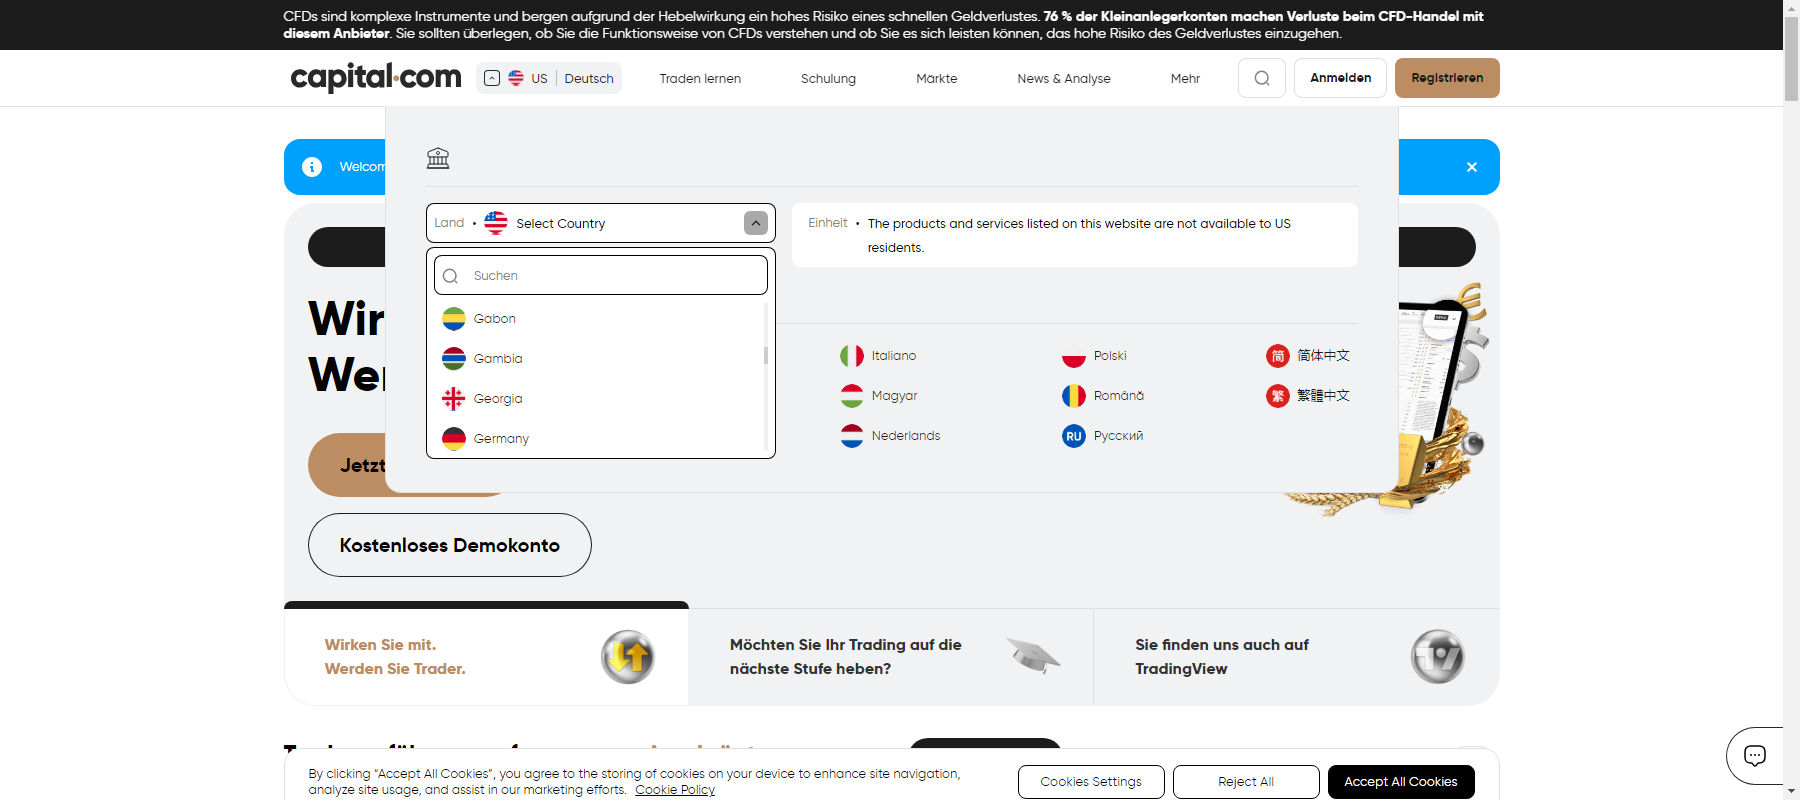 CFDs sind komplexe Instrumente und bergen aufgrund der Hebelwirkung ein hohes Risiko eines schnellen Geldverlustes. 76 % der Kleinanlegerkonten machen Verluste beim CFD-Handel mit
diesem Anbieter. Sie sollten überlegen, ob Sie die Funktionsweise von CFDs verstehen und ob Sie es sich leisten können, das hohe Risiko des Geldverlustes einzugehen.
capital.com
US
Deutsch
Traden lernen
Schulung
Märkte
News & Analyse
Mehr
Anmelden
Registrieren
Land • Select Country
Suchen
Gabon
Gambia
Georgia
Germany
Einheit • The products and services listed on this website are not available to US
residents.
Italiano
Magyar
Nederlands
Polski
Română
RU Русский
简 简体中文
繁 繁體中文
Jetzt
Kostenloses Demokonto
Wirken Sie mit.
Werden Sie Trader.
Möchten Sie Ihr Trading auf die
nächste Stufe heben?
Sie finden uns auch auf
TradingView
By clicking “Accept All Cookies”, you agree to the storing of cookies on your device to enhance site navigation,
analyze site usage, and assist in our marketing efforts. Cookie Policy
Cookies Settings
Reject All
Accept All Cookies